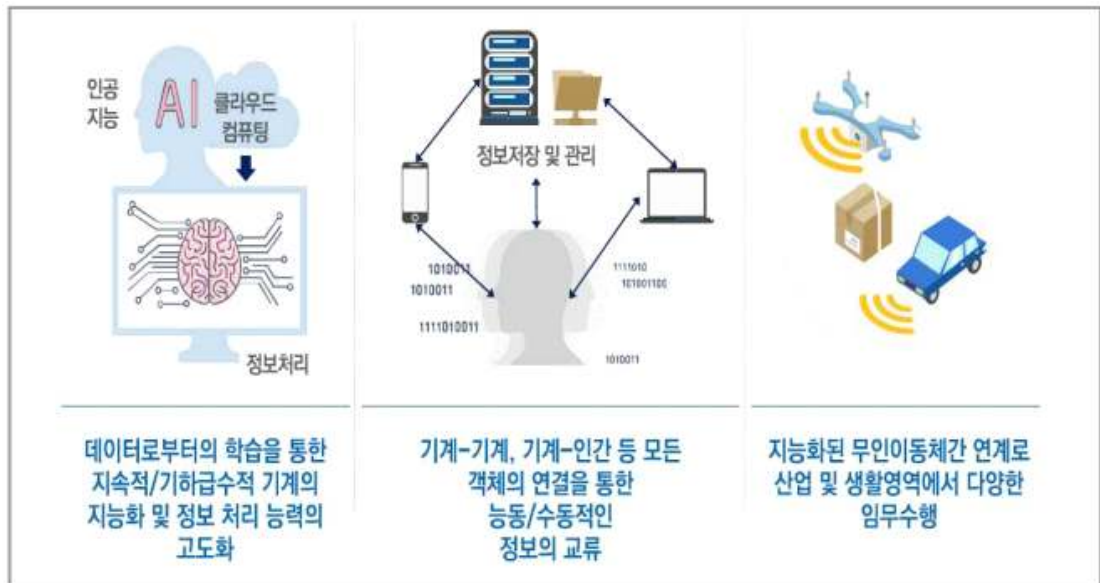 인공
지능
AI
클라우드
컴퓨팅
정보처리
데이터로부터의 학습을 통한
지속적/기하급수적 기계의
지능화 및 정보 처리 능력의
고도화
정보저장 및 관리
1010011
1010011
1111010011
1111010
101001100
1010011
기계-기계, 기계-인간 등 모든
객체의 연결을 통한
능동/수동적인
정보의 교류
지능화된 무인이동체간 연계로
산업 및 생활영역에서 다양한
임무수행